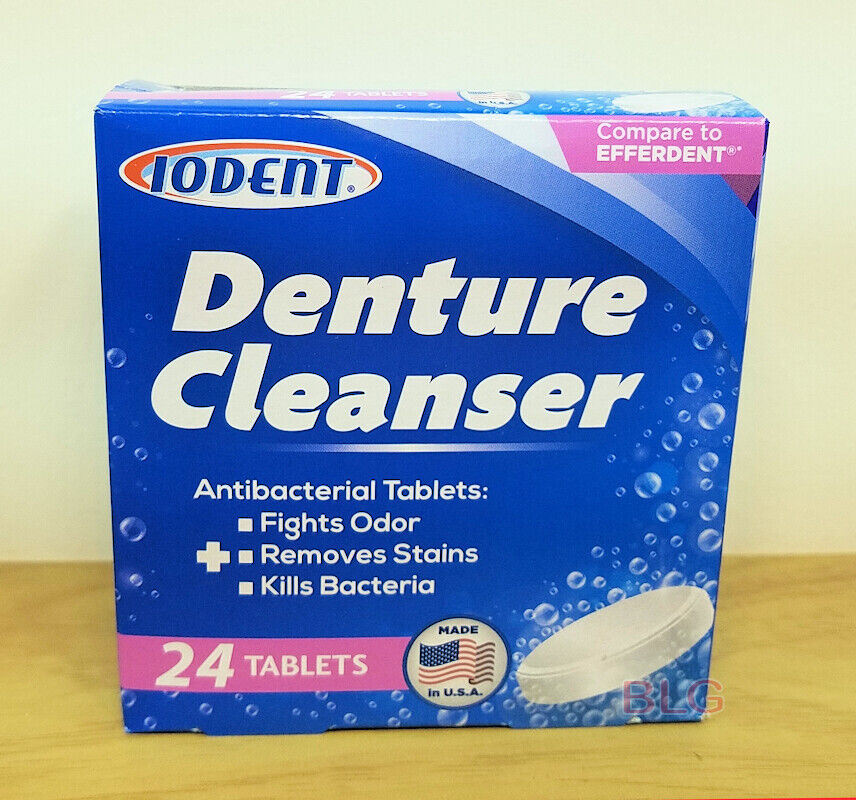 24 TABLETS
in U.S.A.
Compare to
EFFERDENT®*
IODENT®
Denture
Cleanser
Antibacterial Tablets:
Fights Odor
Removes Stains
Kills Bacteria
24 TABLETS
MADE
in U.S.A.
BLG